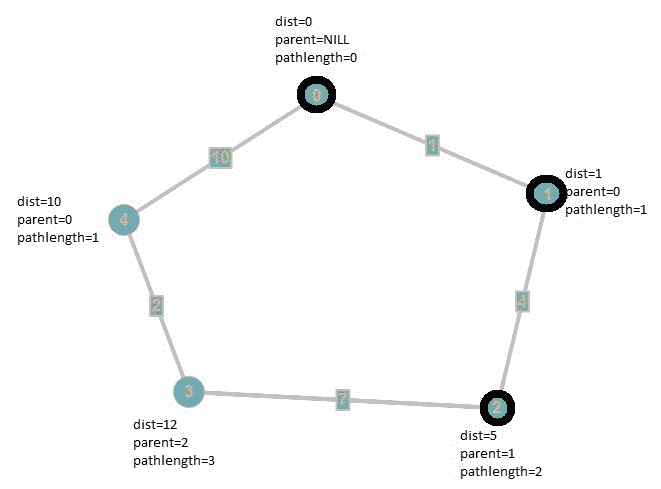 dist=0
parent=NILL
pathlength=0
0
10
1
dist=1
parent=0
pathlength=1
1
dist=10
parent=0
pathlength=1
4
2
4
3
7
2
dist=12
parent=2
pathlength=3
dist=5
parent=1
pathlength=2